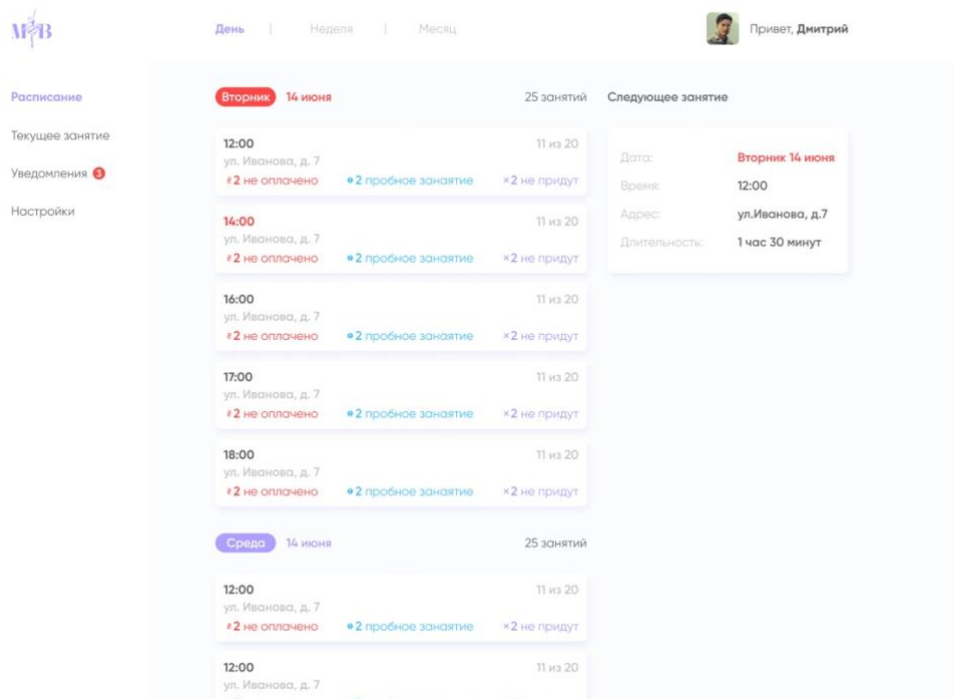 МВ
День | Неделя | Месяц
Привет, Дмитрий
Расписание
Текущее занятие
Уведомления 3
Настройки
Вторник 14 июня 25 занятий
12:00 11 из 20
ул. Иванова, д. 7
₽2 не оплачено 2 пробное занаятие ×2 не придут
14:00 11 из 20
ул. Иванова, д. 7
₽2 не оплачено 2 пробное занаятие ×2 не придут
16:00 11 из 20
ул. Иванова, д. 7
₽2 не оплачено 2 пробное занаятие ×2 не придут
17:00 11 из 20
ул. Иванова, д. 7
₽2 не оплачено 2 пробное занаятие ×2 не придут
18:00 11 из 20
ул. Иванова, д. 7
₽2 не оплачено 2 пробное занаятие ×2 не придут
Среда 14 июня 25 занятий
12:00 11 из 20
ул. Иванова, д. 7
₽2 не оплачено 2 пробное занаятие ×2 не придут
12:00 11 из 20
ул. Иванова, д. 7
Следующее занятие
Дата: Вторник 14 июня
Время: 12:00
Адрес: ул.Иванова, д.7
Длительность: 1 час 30 минут